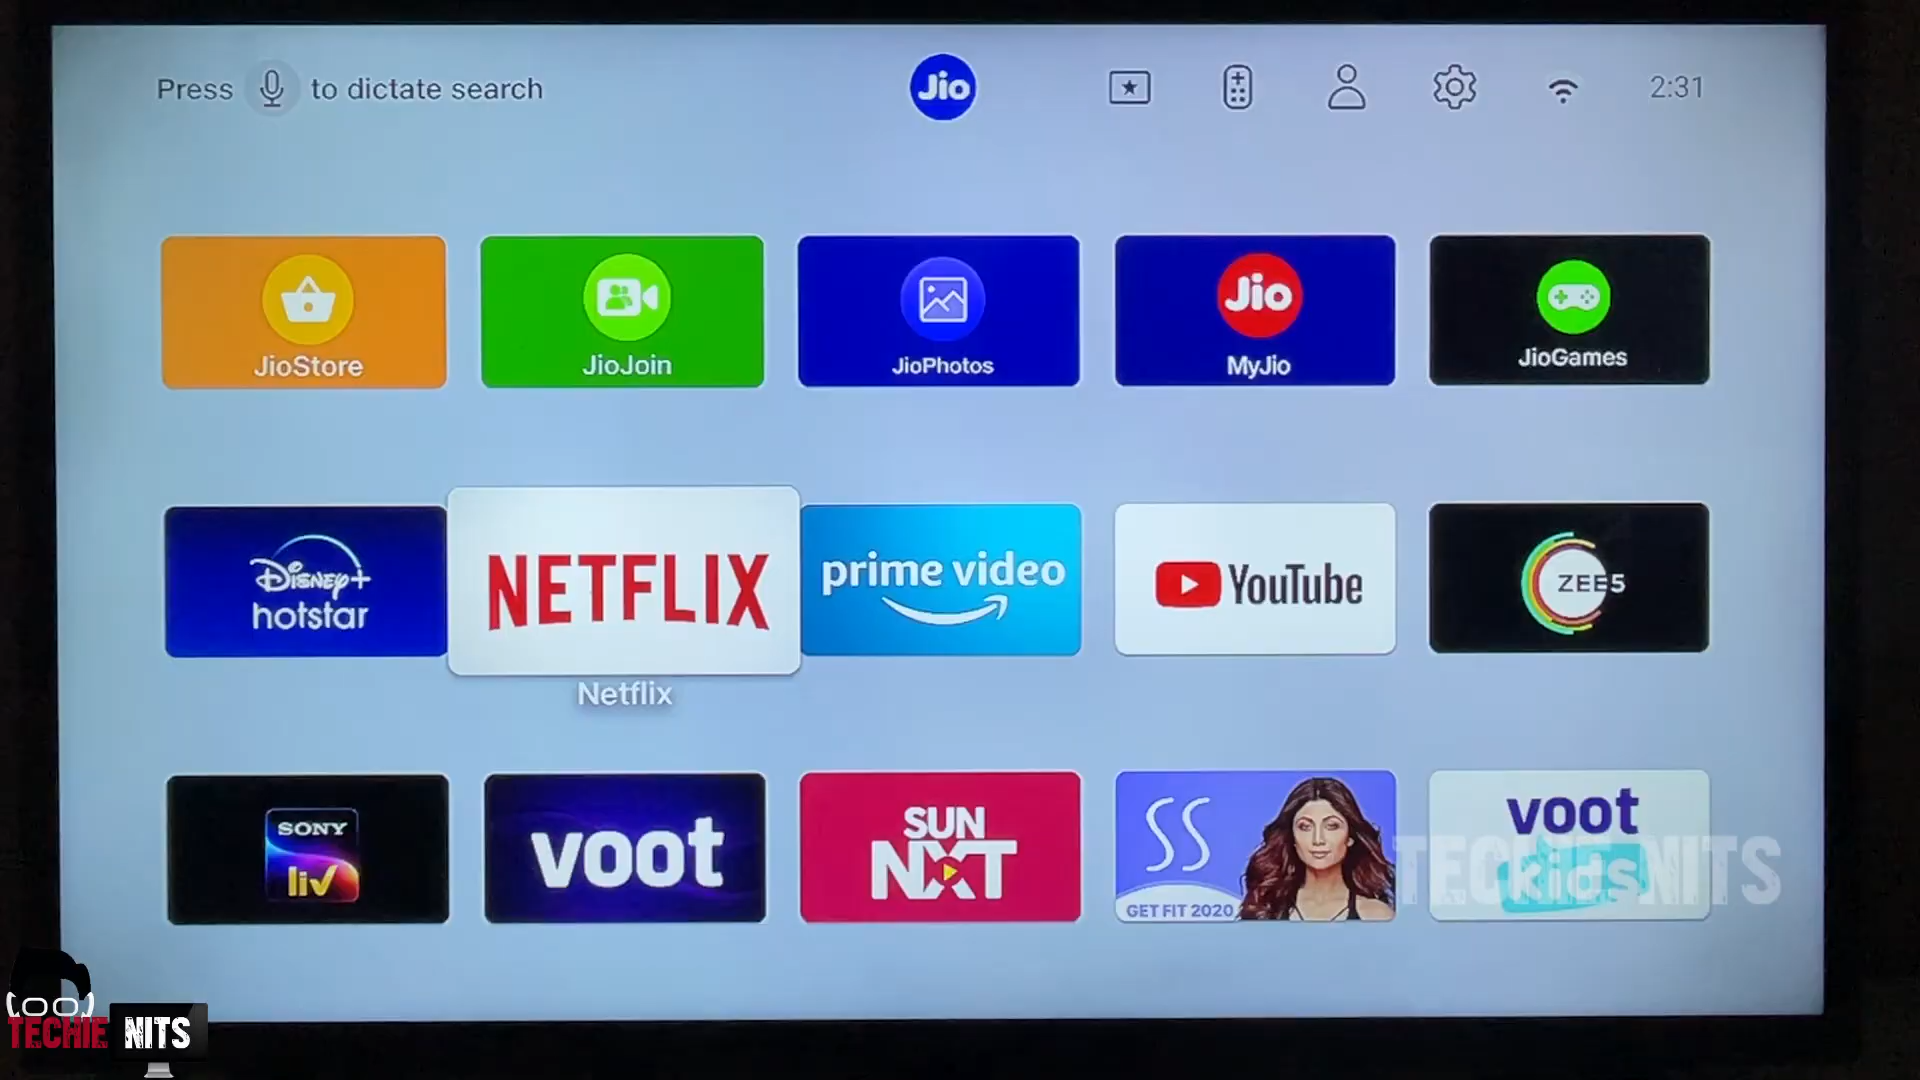 Press to dictate search
Jio
2:31
JioStore
JioJoin
JioPhotos
Jio
MyJio
JioGames
Disney+
hotstar
NETFLIX
Netflix
prime video
YouTube
ZEE5
SONY
liv
voot
SUN
NXT
SS
GET FIT 2020
voot
kids
TECHIE NITS
TECHIE NITS